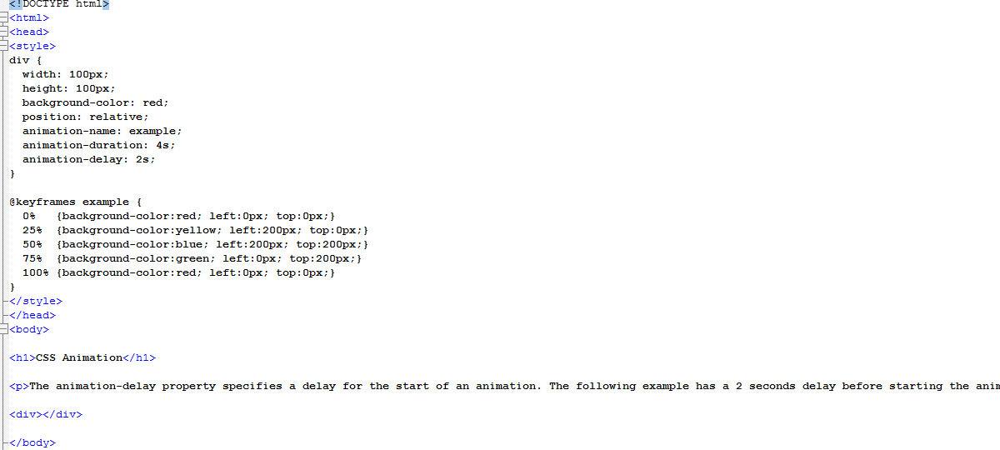 <!DOCTYPE html>
<html>
<head>
<style>
div {
  width: 100px;
  height: 100px;
  background-color: red;
  position: relative;
  animation-name: example;
  animation-duration: 4s;
  animation-delay: 2s;
}

@keyframes example {
  0%   {background-color:red; left:0px; top:0px;}
  25%  {background-color:yellow; left:200px; top:0px;}
  50%  {background-color:blue; left:200px; top:200px;}
  75%  {background-color:green; left:0px; top:200px;}
  100% {background-color:red; left:0px; top:0px;}
}
</style>
</head>
<body>

<h1>CSS Animation</h1>

<p>The animation-delay property specifies a delay for the start of an animation. The following example has a 2 seconds delay before starting the anim

<div></div>

</body>